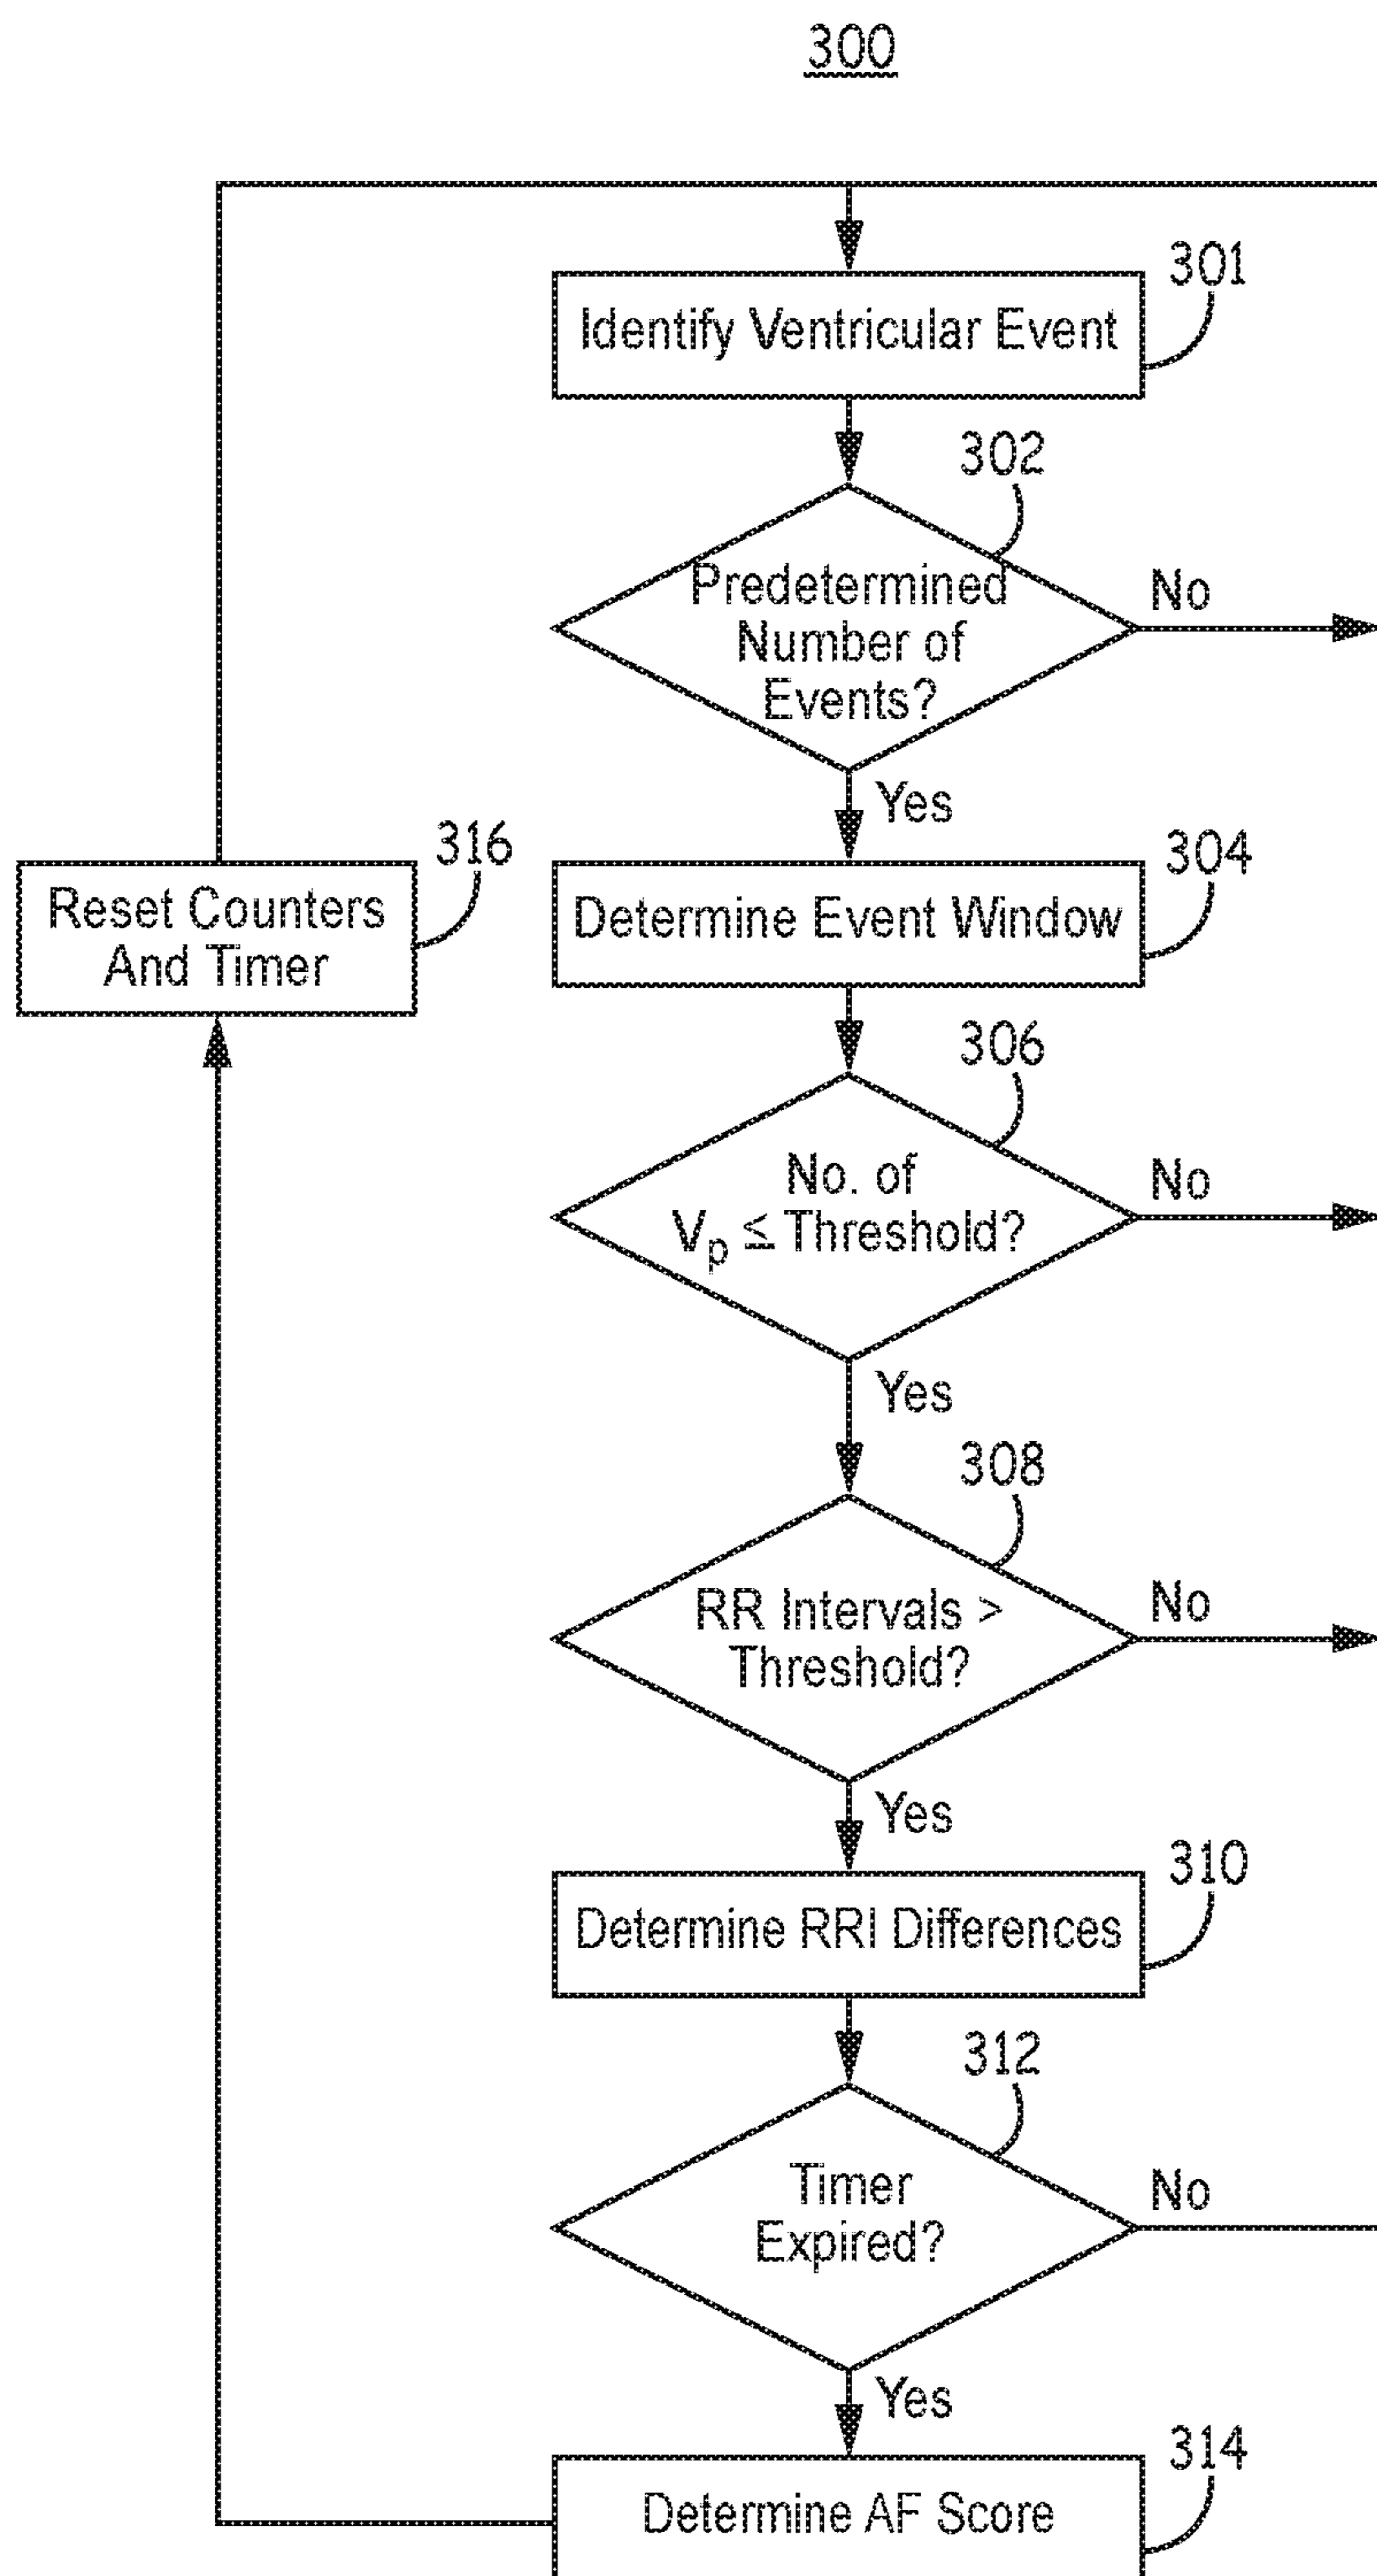 300
301
Identify Ventricular Event
302
Predetermined
Number of
Events?
No
Yes
316
Reset Counters
And Timer
304
Determine Event Window
306
No. of
Vp ≤ Threshold?
No
Yes
308
RR Intervals >
Threshold?
No
Yes
310
Determine RRI Differences
312
Timer
Expired?
No
Yes
314
Determine AF Score